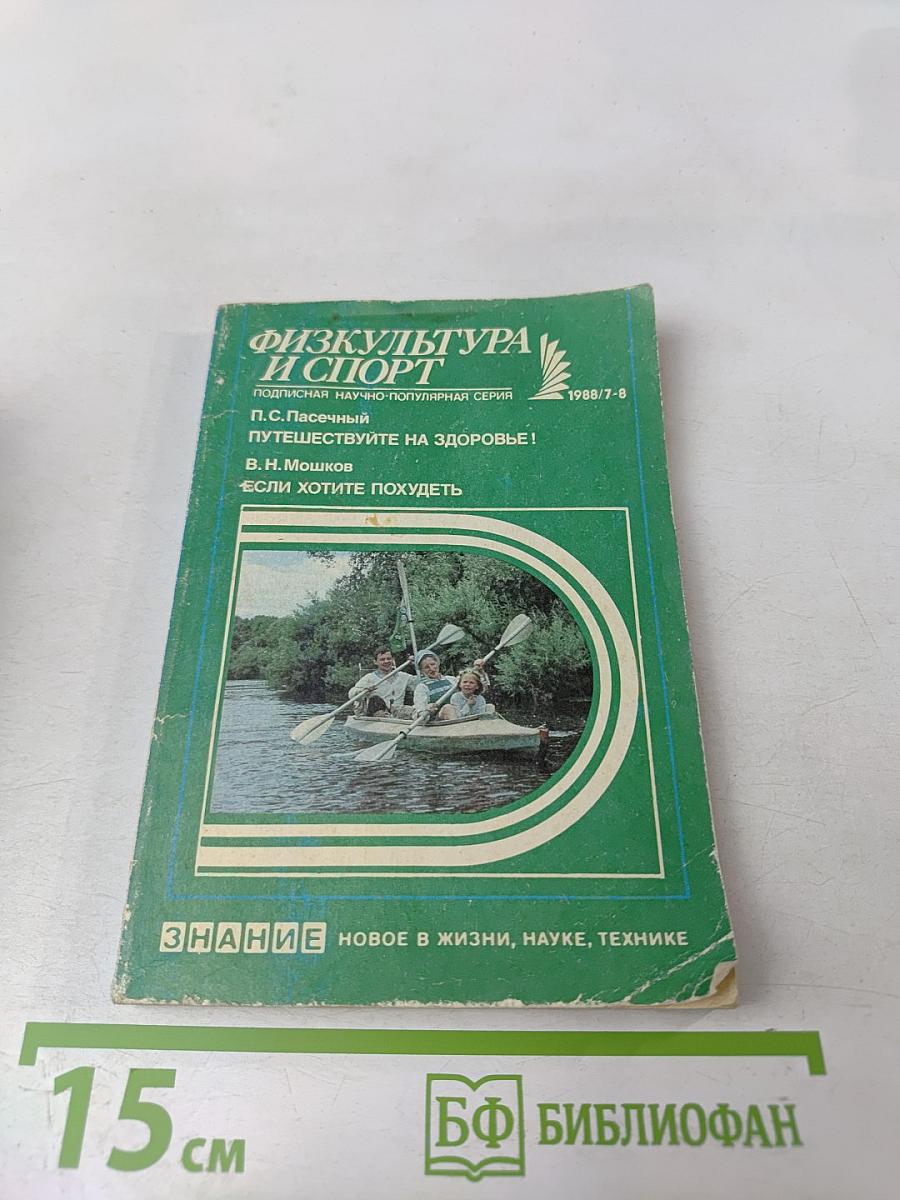 ФИЗКУЛЬТУРА
И СПОРТ
ПОДПИСНАЯ НАУЧНО-ПОПУЛЯРНАЯ СЕРИЯ
1988/7-8
П.С.Пасечный
ПУТЕШЕСТВУЙТЕ НА ЗДОРОВЬЕ!
В.Н.Мошков
ЕСЛИ ХОТИТЕ ПОХУДЕТЬ
ЗНАНИЕ НОВОЕ В ЖИЗНИ, НАУКЕ, ТЕХНИКЕ
15 см
БФ БИБЛИОФАН